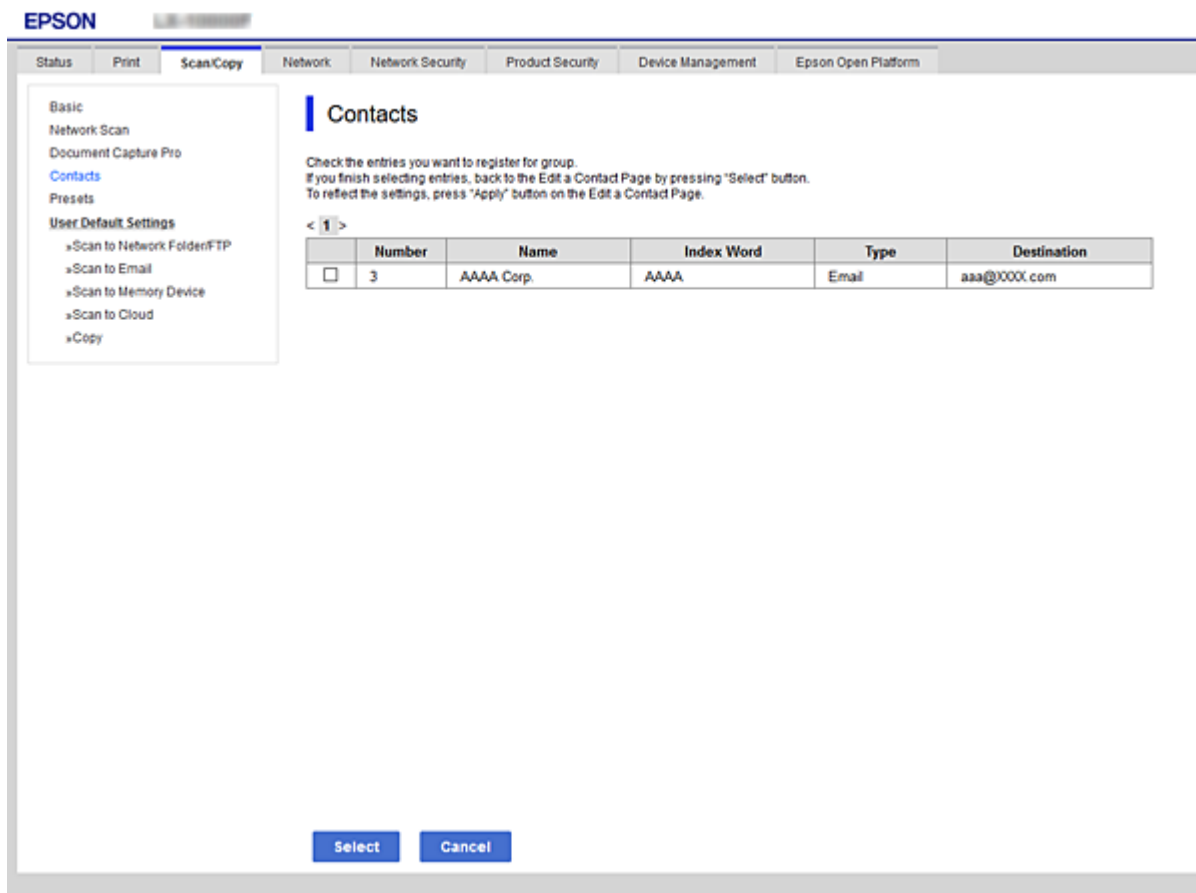 EPSON
Status Print Scan/Copy Network Network Security Product Security Device Management Epson Open Platform
Basic
Network Scan
Document Capture Pro
Contacts
Presets
User Default Settings
»Scan to Network Folder/FTP
»Scan to Email
»Scan to Memory Device
»Scan to Cloud
»Copy
Contacts
Check the entries you want to register for group.
If you finish selecting entries, back to the Edit a Contact Page by pressing "Select" button.
To reflect the settings, press "Apply" button on the Edit a Contact Page.
< 1 >
Number Name Index Word Type Destination
3 AAAA Corp. AAAA Email aaa@XXXX.com
Select Cancel